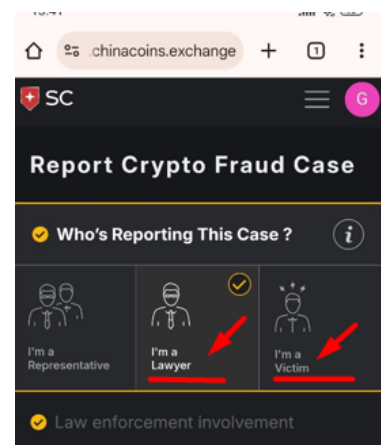 .chinacoins.exchange
1
SC
G
Report Crypto Fraud Case
Who's Reporting This Case ?
i
I'm a
Representative
I'm a
Lawyer
I'm a
Victim
Law enforcement involvement